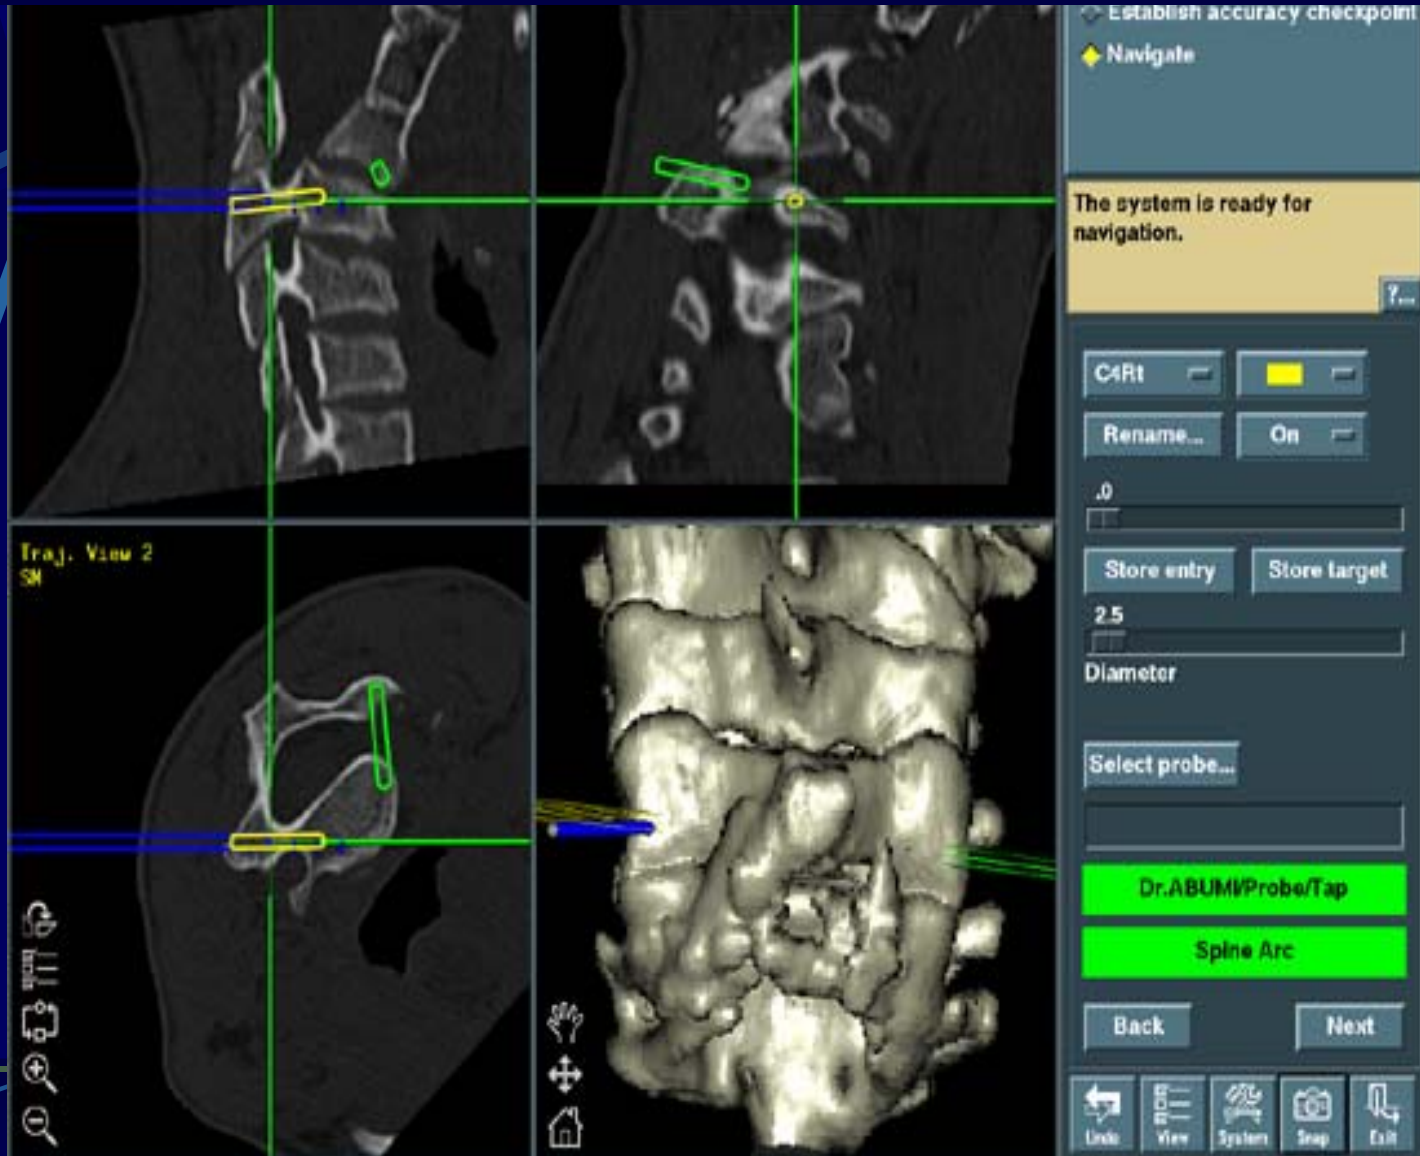 Establish accuracy checkpoint
Navigate
The system is ready for
navigation.
?...
C4Rt
Rename...
On
.0
Store entry
Store target
2.5
Diameter
Select probe...
Dr.ABUMI/Probe/Tap
Spine Arc
Back
Next
Undo
View
System
Snap
Exit
Traj. View 2
SM